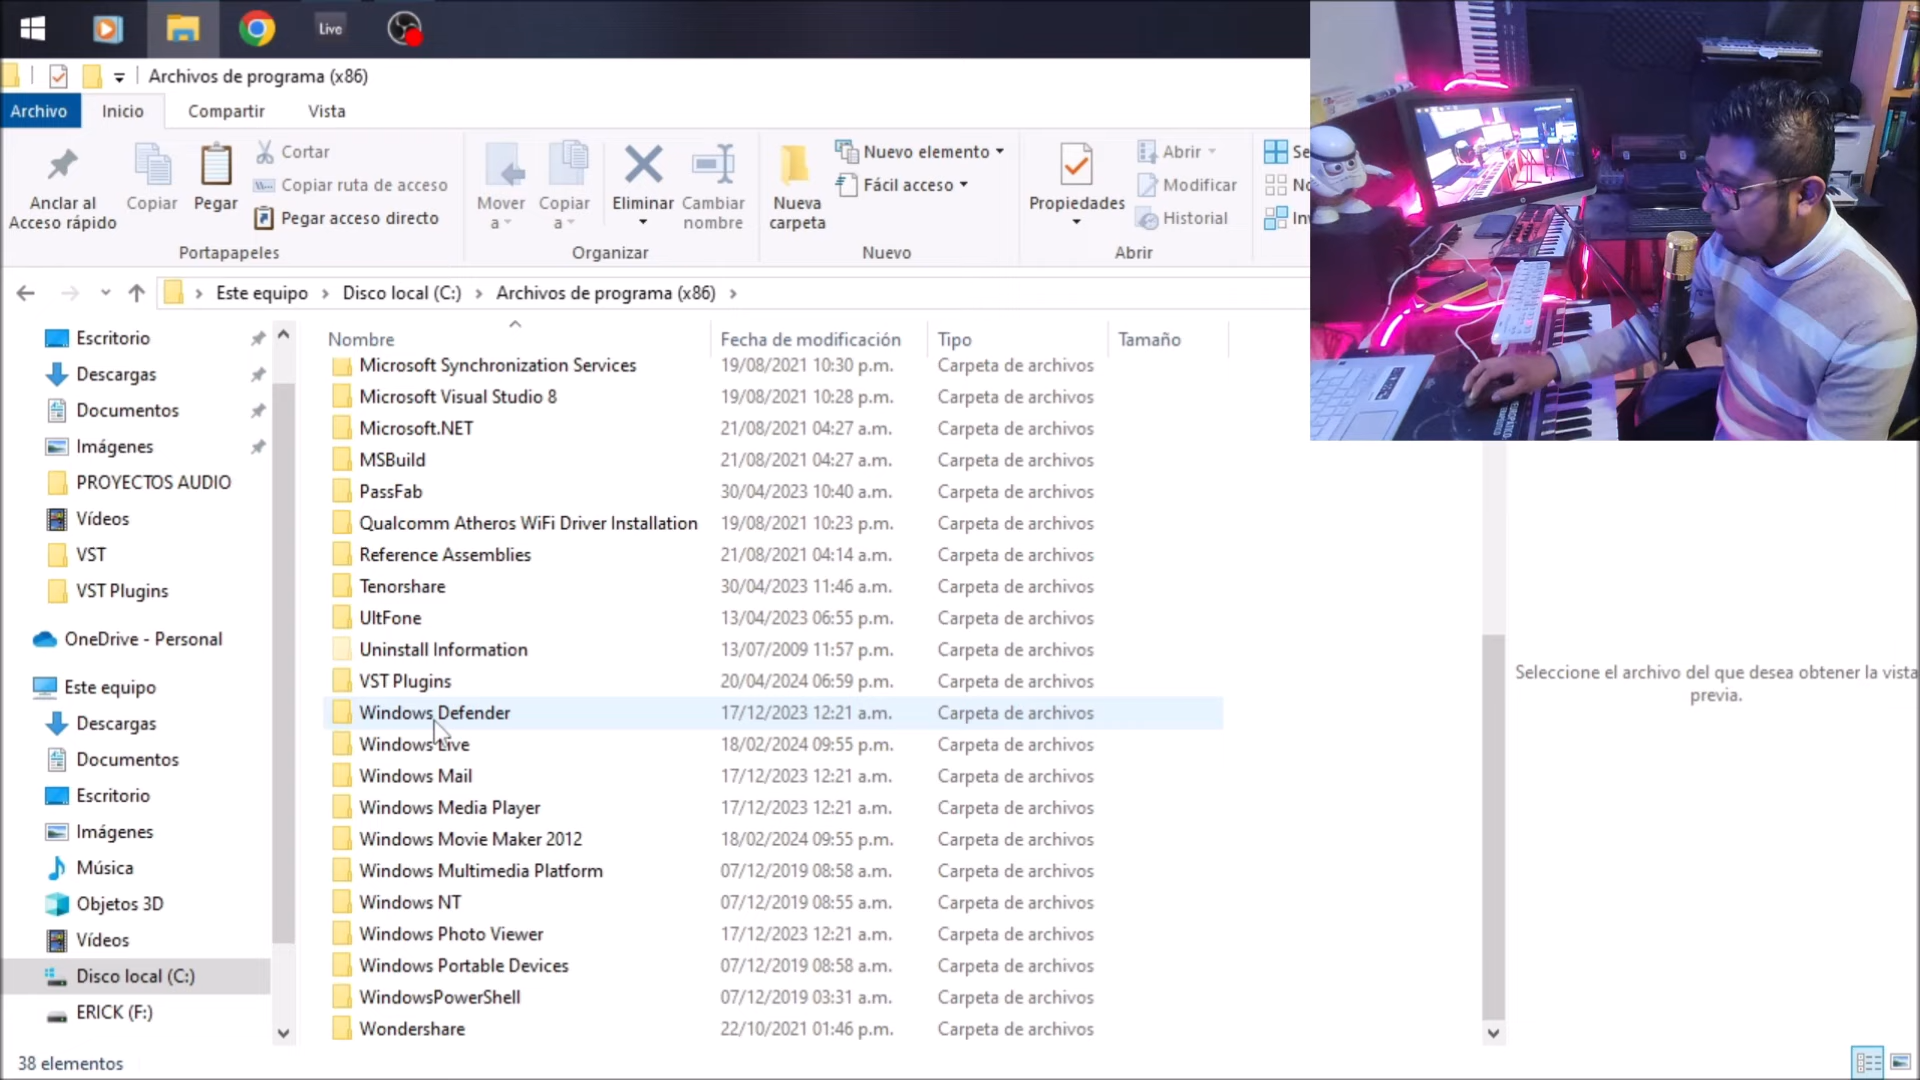 Live
Archivos de programa (x86)
Archivo Inicio Compartir Vista
Anclar al
Acceso rápido
Copiar
Pegar
Cortar
Copiar ruta de acceso
Pegar acceso directo
Portapapeles
Mover
a
Copiar
a
Eliminar
Cambiar
nombre
Organizar
Nueva
carpeta
Nuevo elemento
Fácil acceso
Nuevo
Propiedades
Abrir
Modificar
Historial
Abrir
Este equipo > Disco local (C:) > Archivos de programa (x86) >
Escritorio
Descargas
Documentos
Imágenes
PROYECTOS AUDIO
Vídeos
VST
VST Plugins
OneDrive - Personal
Este equipo
Descargas
Documentos
Escritorio
Imágenes
Música
Objetos 3D
Vídeos
Disco local (C:)
ERICK (F:)
Nombre Fecha de modificación Tipo Tamaño
Microsoft Synchronization Services 19/08/2021 10:30 p.m. Carpeta de archivos
Microsoft Visual Studio 8 19/08/2021 10:28 p.m. Carpeta de archivos
Microsoft.NET 21/08/2021 04:27 a.m. Carpeta de archivos
MSBuild 21/08/2021 04:27 a.m. Carpeta de archivos
PassFab 30/04/2023 10:40 a.m. Carpeta de archivos
Qualcomm Atheros WiFi Driver Installation 19/08/2021 10:23 p.m. Carpeta de archivos
Reference Assemblies 21/08/2021 04:14 a.m. Carpeta de archivos
Tenorshare 30/04/2023 11:46 a.m. Carpeta de archivos
UltFone 13/04/2023 06:55 p.m. Carpeta de archivos
Uninstall Information 13/07/2009 11:57 p.m. Carpeta de archivos
VST Plugins 20/04/2024 06:59 p.m. Carpeta de archivos
Windows Defender 17/12/2023 12:21 a.m. Carpeta de archivos
Windows Live 18/02/2024 09:55 p.m. Carpeta de archivos
Windows Mail 17/12/2023 12:21 a.m. Carpeta de archivos
Windows Media Player 17/12/2023 12:21 a.m. Carpeta de archivos
Windows Movie Maker 2012 18/02/2024 09:55 p.m. Carpeta de archivos
Windows Multimedia Platform 07/12/2019 08:58 a.m. Carpeta de archivos
Windows NT 07/12/2019 08:55 a.m. Carpeta de archivos
Windows Photo Viewer 17/12/2023 12:21 a.m. Carpeta de archivos
Windows Portable Devices 07/12/2019 08:58 a.m. Carpeta de archivos
WindowsPowerShell 07/12/2019 03:31 a.m. Carpeta de archivos
Wondershare 22/10/2021 01:46 p.m. Carpeta de archivos
Seleccione el archivo del que desea obtener la vista
previa.
38 elementos